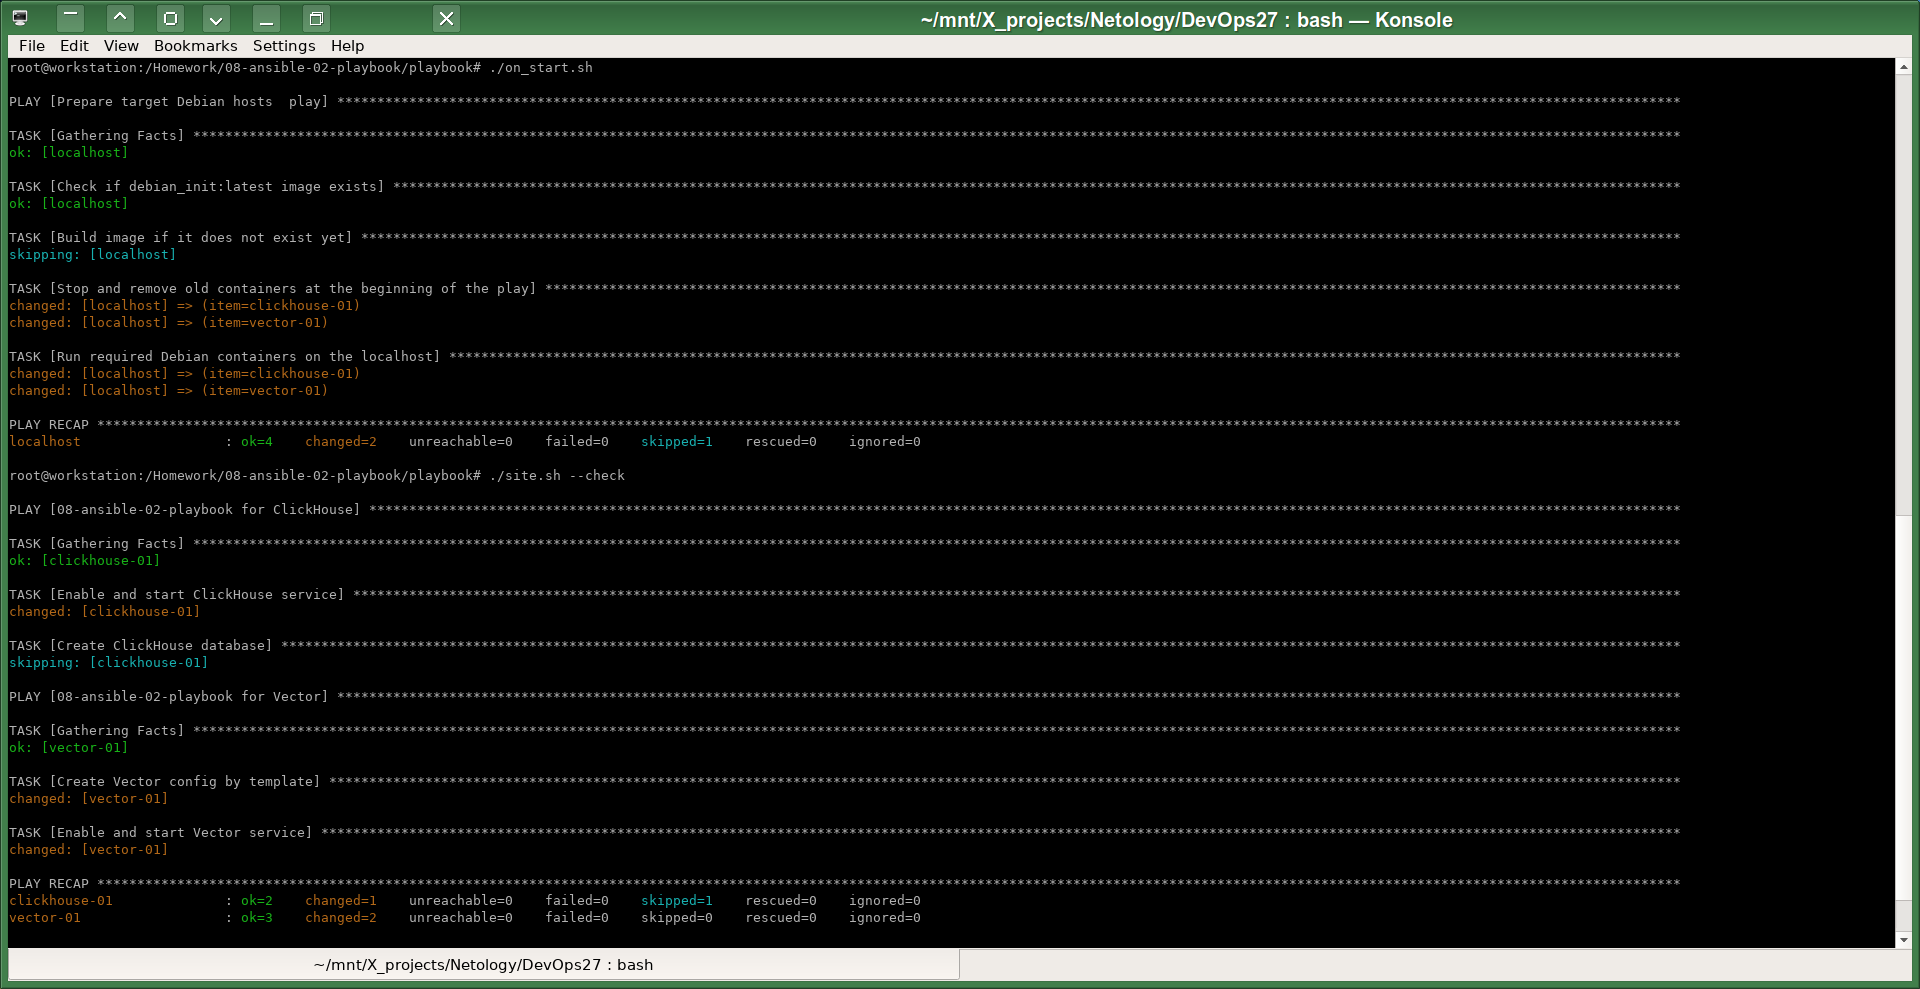 ~/mnt/X_projects/Netology/DevOps27 : bash — Konsole
File Edit View Bookmarks Settings Help
root@workstation:/Homework/08-ansible-02-playbook/playbook# ./on_start.sh
PLAY [Prepare target Debian hosts  play] ************************************************************************************************************************************************************************
TASK [Gathering Facts] ******************************************************************************************************************************************************************************************
ok: [localhost]
TASK [Check if debian_init:latest image exists] *****************************************************************************************************************************************************************
ok: [localhost]
TASK [Build image if it does not exist yet] *********************************************************************************************************************************************************************
skipping: [localhost]
TASK [Stop and remove old containers at the beginning of the play] **********************************************************************************************************************************************
changed: [localhost] => (item=clickhouse-01)
changed: [localhost] => (item=vector-01)
TASK [Run required Debian containers on the localhost] **********************************************************************************************************************************************************
changed: [localhost] => (item=clickhouse-01)
changed: [localhost] => (item=vector-01)
PLAY RECAP ******************************************************************************************************************************************************************************************************
localhost                  : ok=4    changed=2    unreachable=0    failed=0    skipped=1    rescued=0    ignored=0
root@workstation:/Homework/08-ansible-02-playbook/playbook# ./site.sh --check
PLAY [08-ansible-02-playbook for ClickHouse] ********************************************************************************************************************************************************************
TASK [Gathering Facts] ******************************************************************************************************************************************************************************************
ok: [clickhouse-01]
TASK [Enable and start ClickHouse service] **********************************************************************************************************************************************************************
changed: [clickhouse-01]
TASK [Create ClickHouse database] *******************************************************************************************************************************************************************************
skipping: [clickhouse-01]
PLAY [08-ansible-02-playbook for Vector] ************************************************************************************************************************************************************************
TASK [Gathering Facts] ******************************************************************************************************************************************************************************************
ok: [vector-01]
TASK [Create Vector config by template] *************************************************************************************************************************************************************************
changed: [vector-01]
TASK [Enable and start Vector service] **************************************************************************************************************************************************************************
changed: [vector-01]
PLAY RECAP ******************************************************************************************************************************************************************************************************
clickhouse-01              : ok=2    changed=1    unreachable=0    failed=0    skipped=1    rescued=0    ignored=0
vector-01                  : ok=3    changed=2    unreachable=0    failed=0    skipped=0    rescued=0    ignored=0
~/mnt/X_projects/Netology/DevOps27 : bash